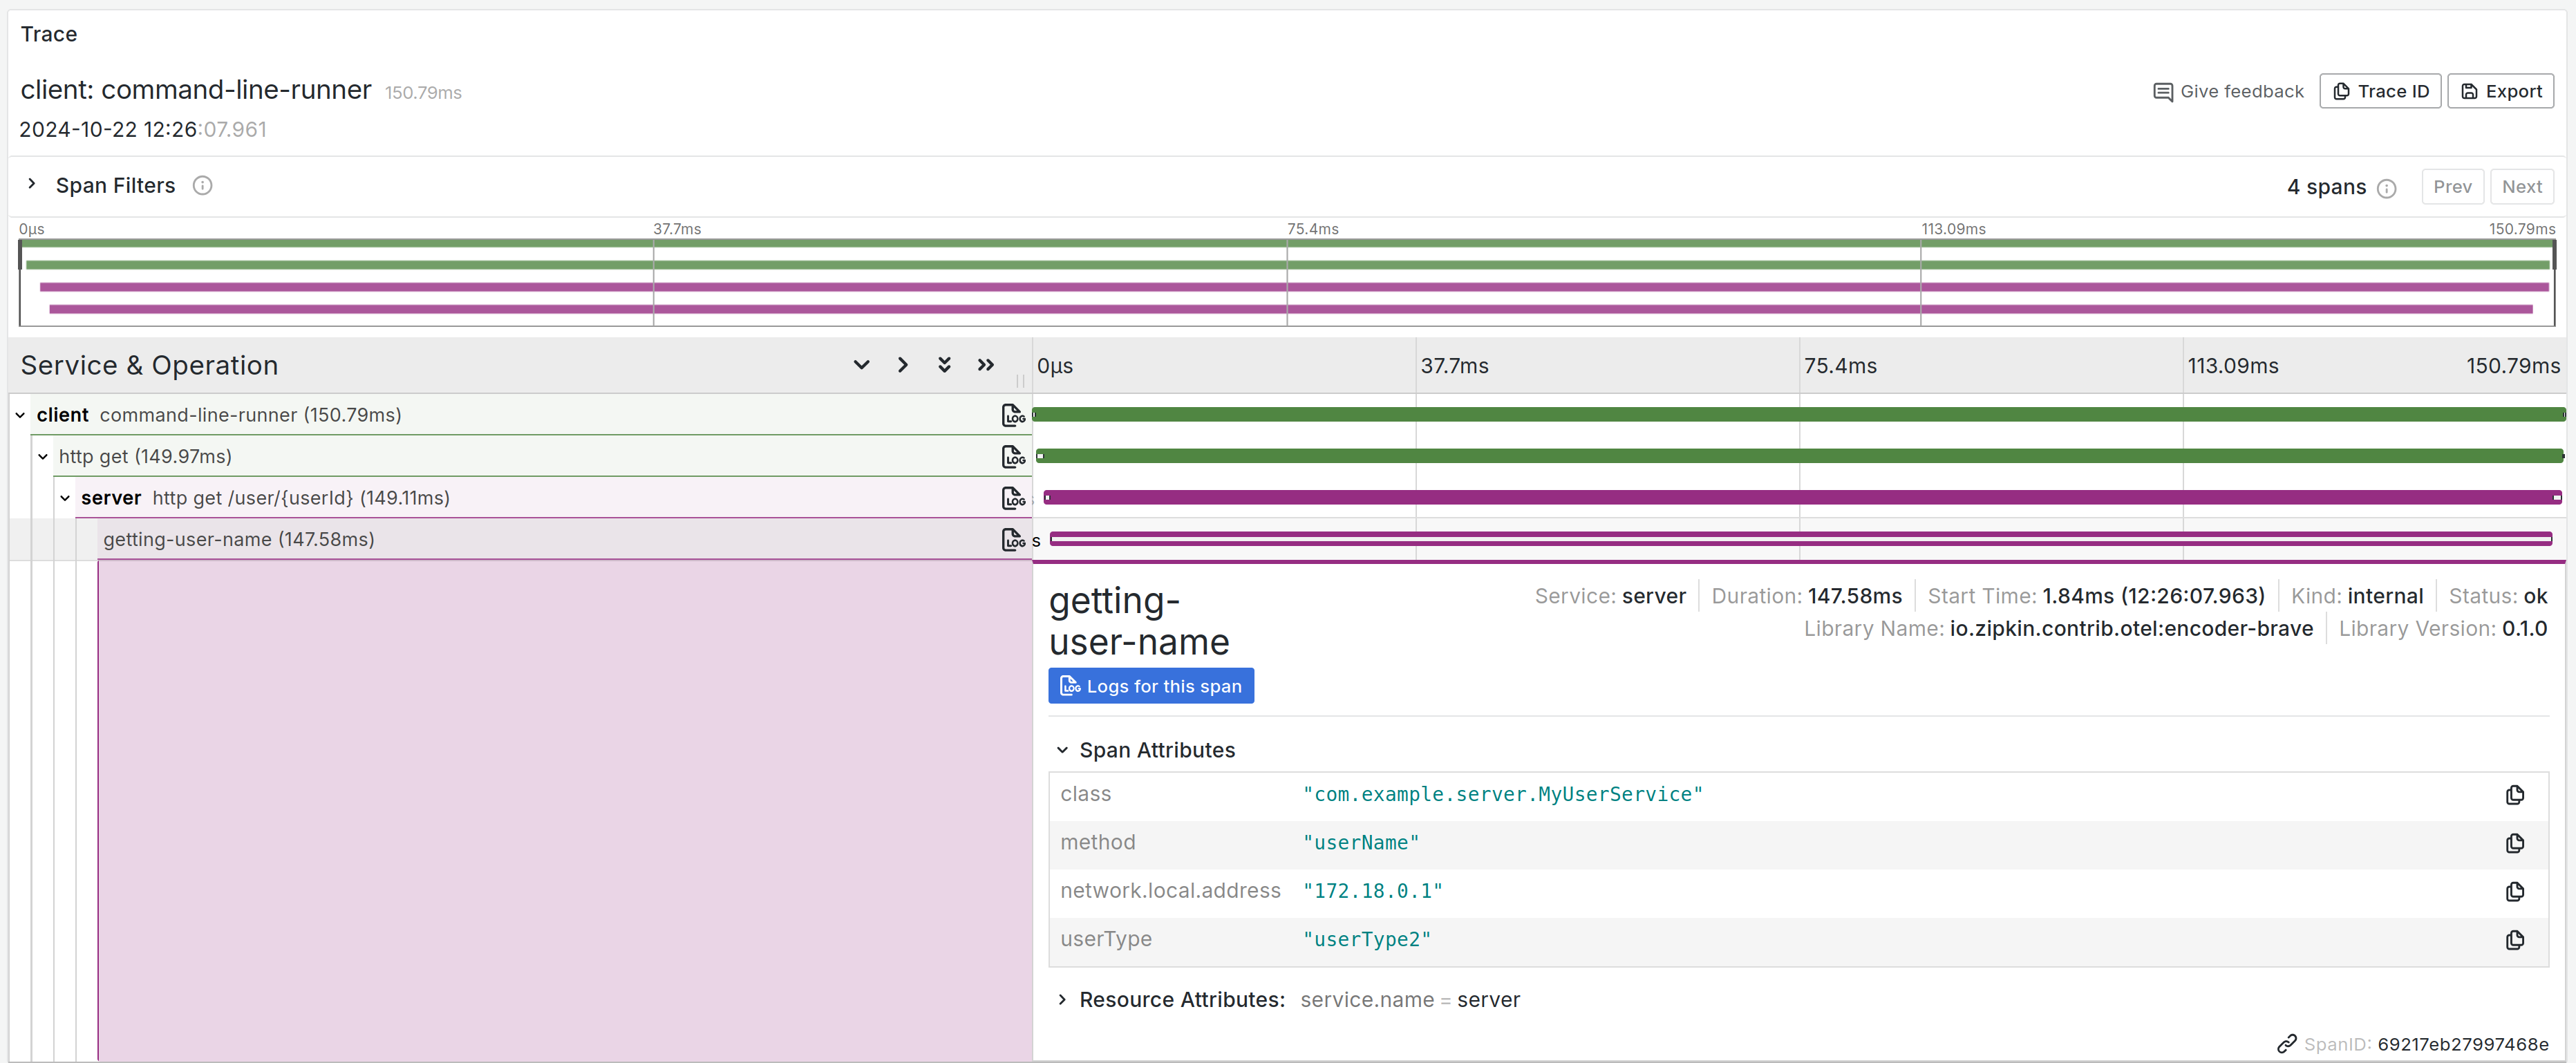 Trace
client: command-line-runner 150.79ms
Give feedback Trace ID Export
2024-10-22 12:26:07.961
Span Filters 4 spans Prev Next
0μs 37.7ms 75.4ms 113.09ms 150.79ms
Service & Operation 0μs 37.7ms 75.4ms 113.09ms 150.79ms
client command-line-runner (150.79ms) LOG
http get (149.97ms) LOG
server http get /user/{userId} (149.11ms) LOG
getting-user-name (147.58ms) LOG s
getting-
user-name
Service: server Duration: 147.58ms Start Time: 1.84ms (12:26:07.963) Kind: internal Status: ok
Library Name: io.zipkin.contrib.otel:encoder-brave Library Version: 0.1.0
LOG Logs for this span
Span Attributes
class "com.example.server.MyUserService"
method "userName"
network.local.address "172.18.0.1"
userType "userType2"
Resource Attributes: service.name = server
SpanID: 69217eb27997468e